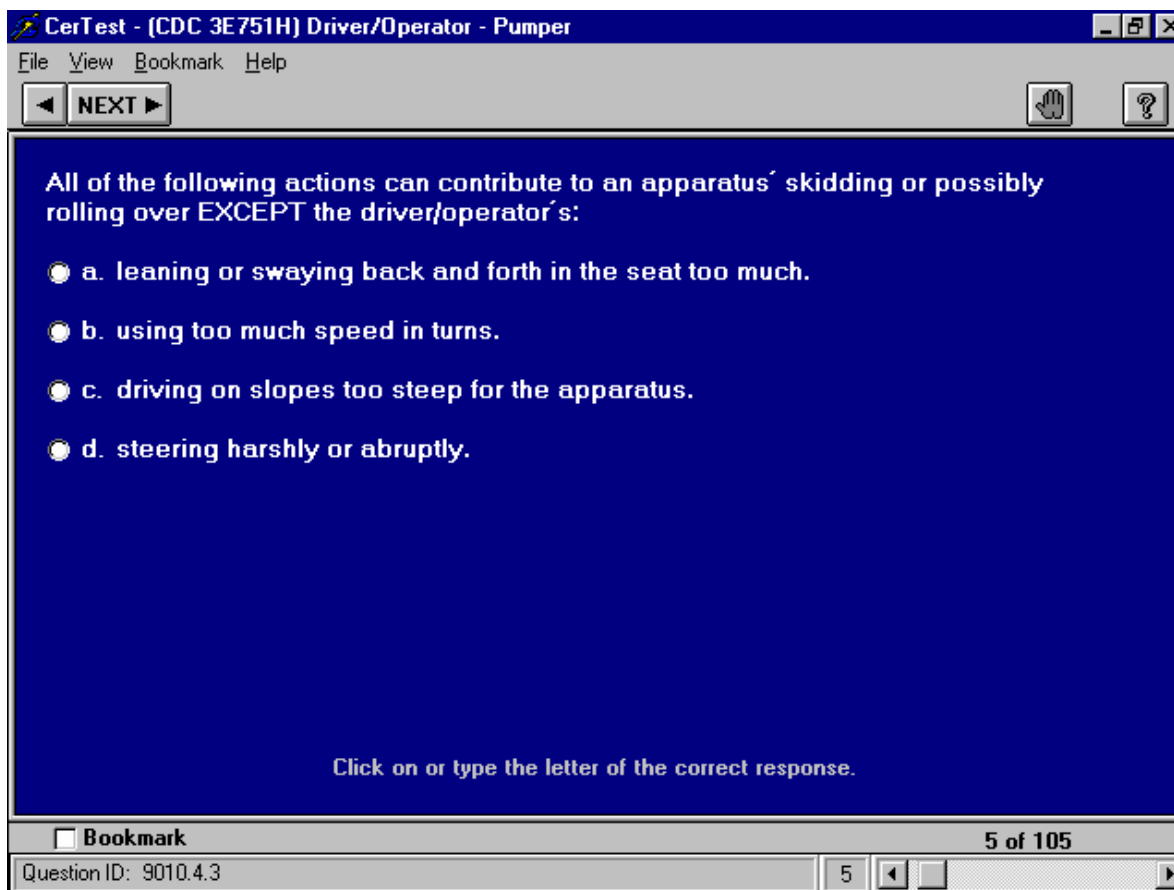 CerTest - (CDC 3E751H) Driver/Operator - Pumper
File View Bookmark Help
NEXT
All of the following actions can contribute to an apparatus´ skidding or possibly
rolling over EXCEPT the driver/operator´s:
a. leaning or swaying back and forth in the seat too much.
b. using too much speed in turns.
c. driving on slopes too steep for the apparatus.
d. steering harshly or abruptly.
Click on or type the letter of the correct response.
Bookmark 5 of 105
Question ID: 9010.4.3 5